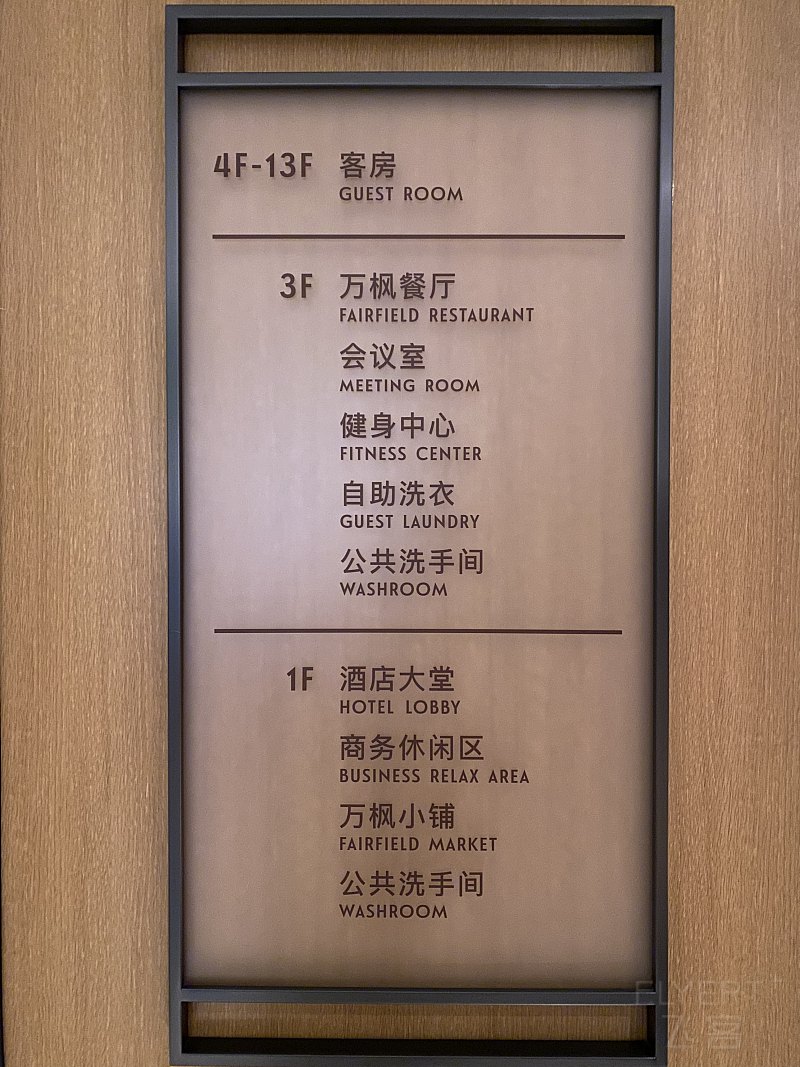 4F-13F 客房
GUEST ROOM
3F 万枫餐厅
FAIRFIELD RESTAURANT
会议室
MEETING ROOM
健身中心
FITNESS CENTER
自助洗衣
GUEST LAUNDRY
公共洗手间
WASHROOM
1F 酒店大堂
HOTEL LOBBY
商务休闲区
BUSINESS RELAX AREA
万枫小铺
FAIRFIELD MARKET
公共洗手间
WASHROOM
FLYERT
飞客